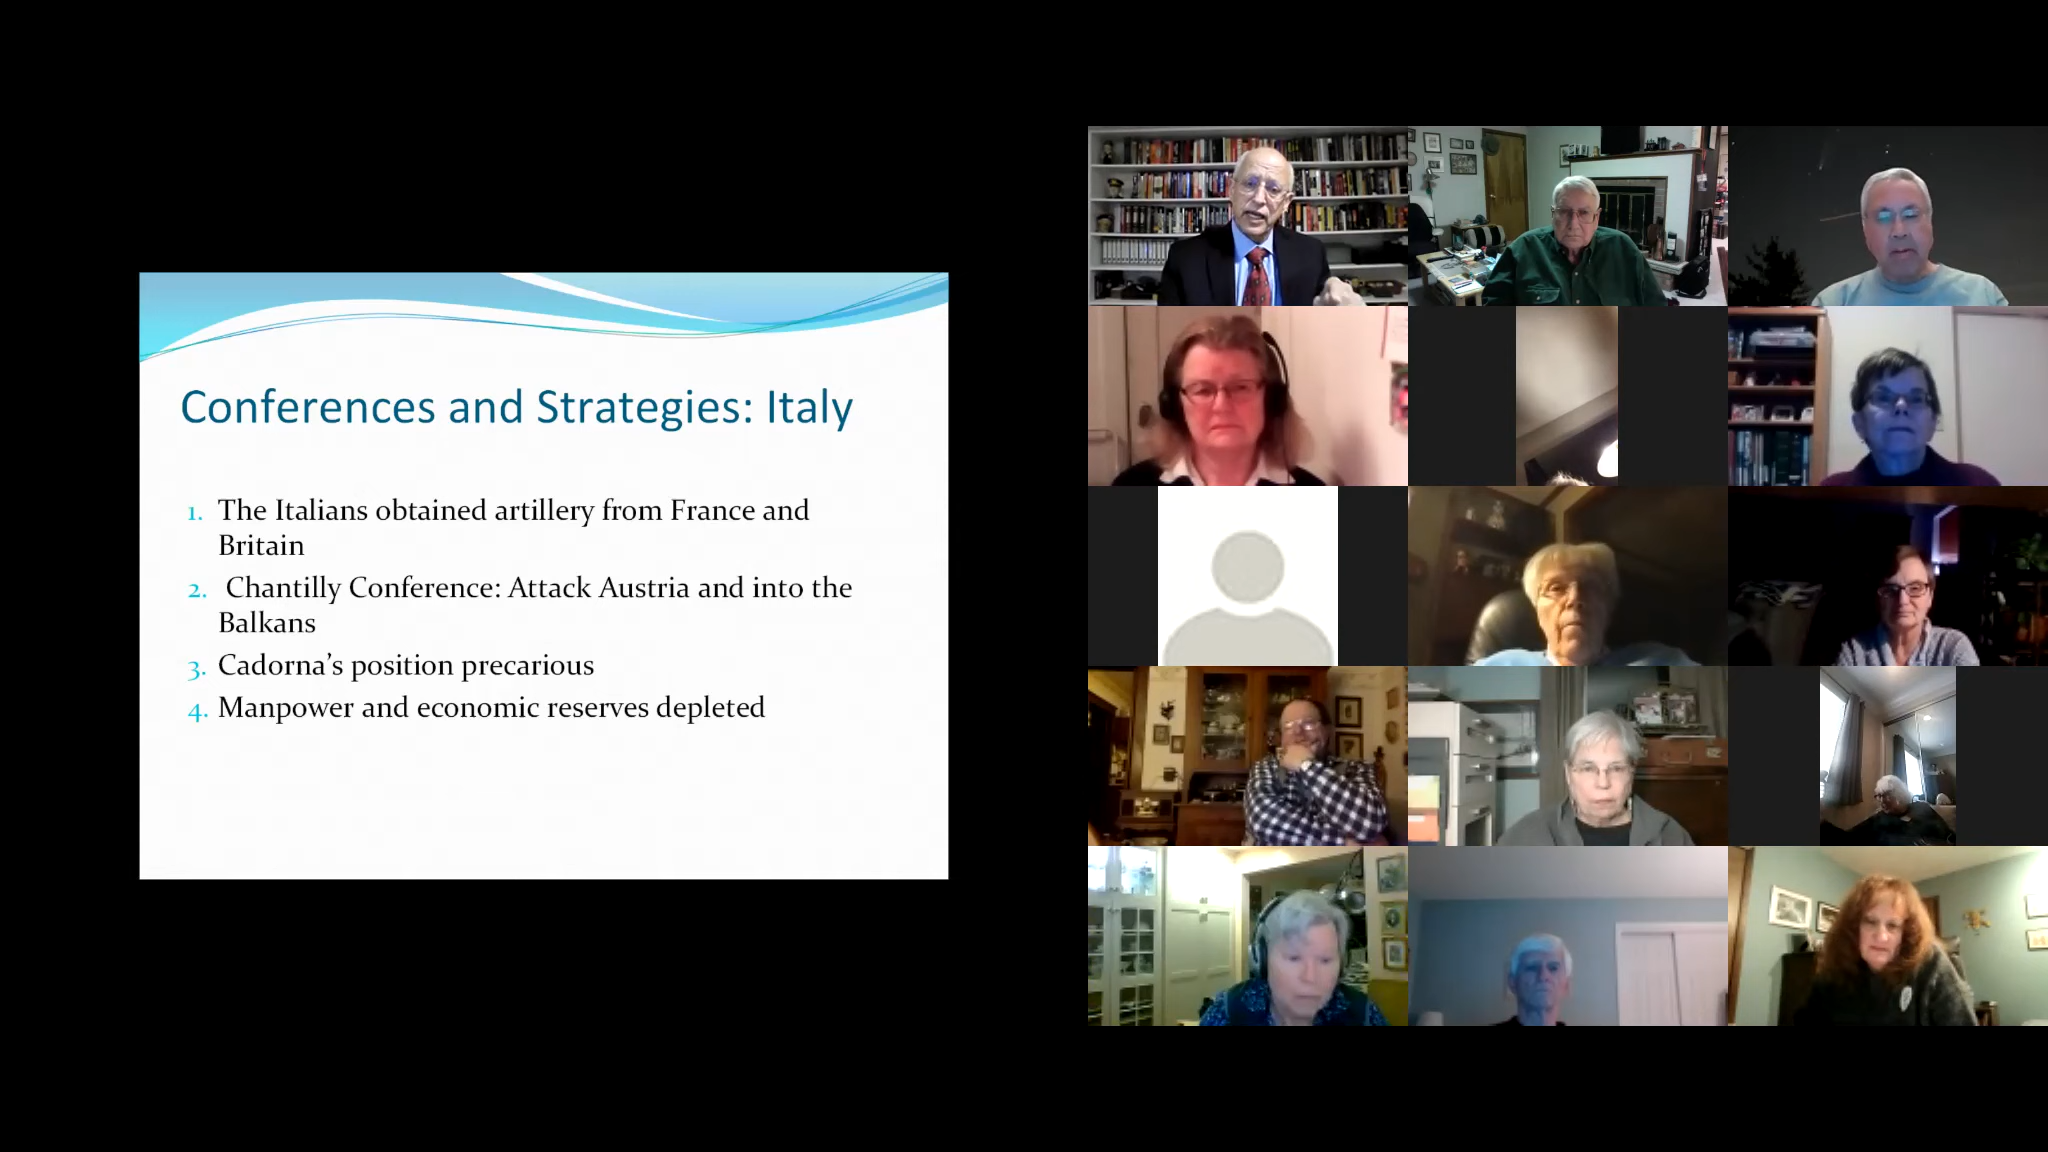 Conferences and Strategies: Italy
1. The Italians obtained artillery from France and
Britain
2. Chantilly Conference: Attack Austria and into the
Balkans
3. Cadorna’s position precarious
4. Manpower and economic reserves depleted